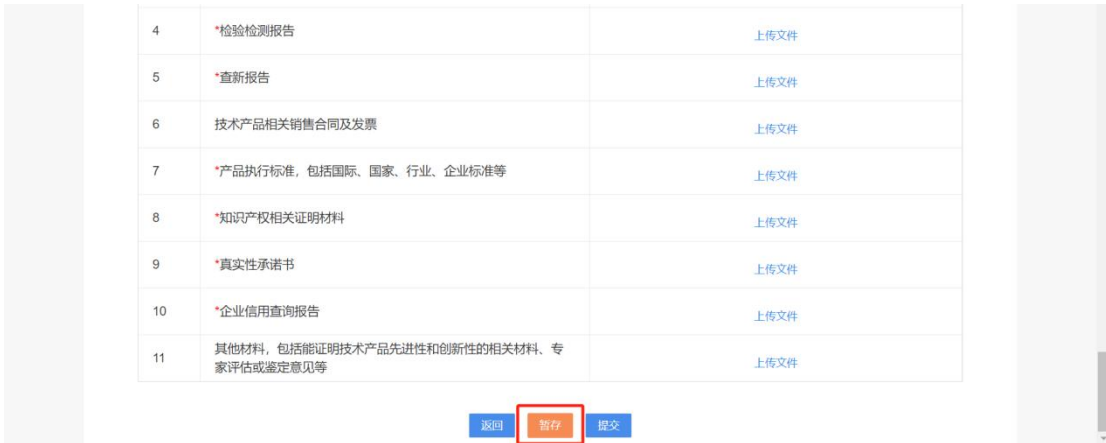 4 *检验检测报告 上传文件
5 *查新报告 上传文件
6 技术产品相关销售合同及发票 上传文件
7 *产品执行标准，包括国际、国家、行业、企业标准等 上传文件
8 *知识产权相关证明材料 上传文件
9 *真实性承诺书 上传文件
10 *企业信用查询报告 上传文件
11 其他材料，包括能证明技术产品先进性和创新性的相关材料、专
家评估或鉴定意见等 上传文件
返回 暂存 提交